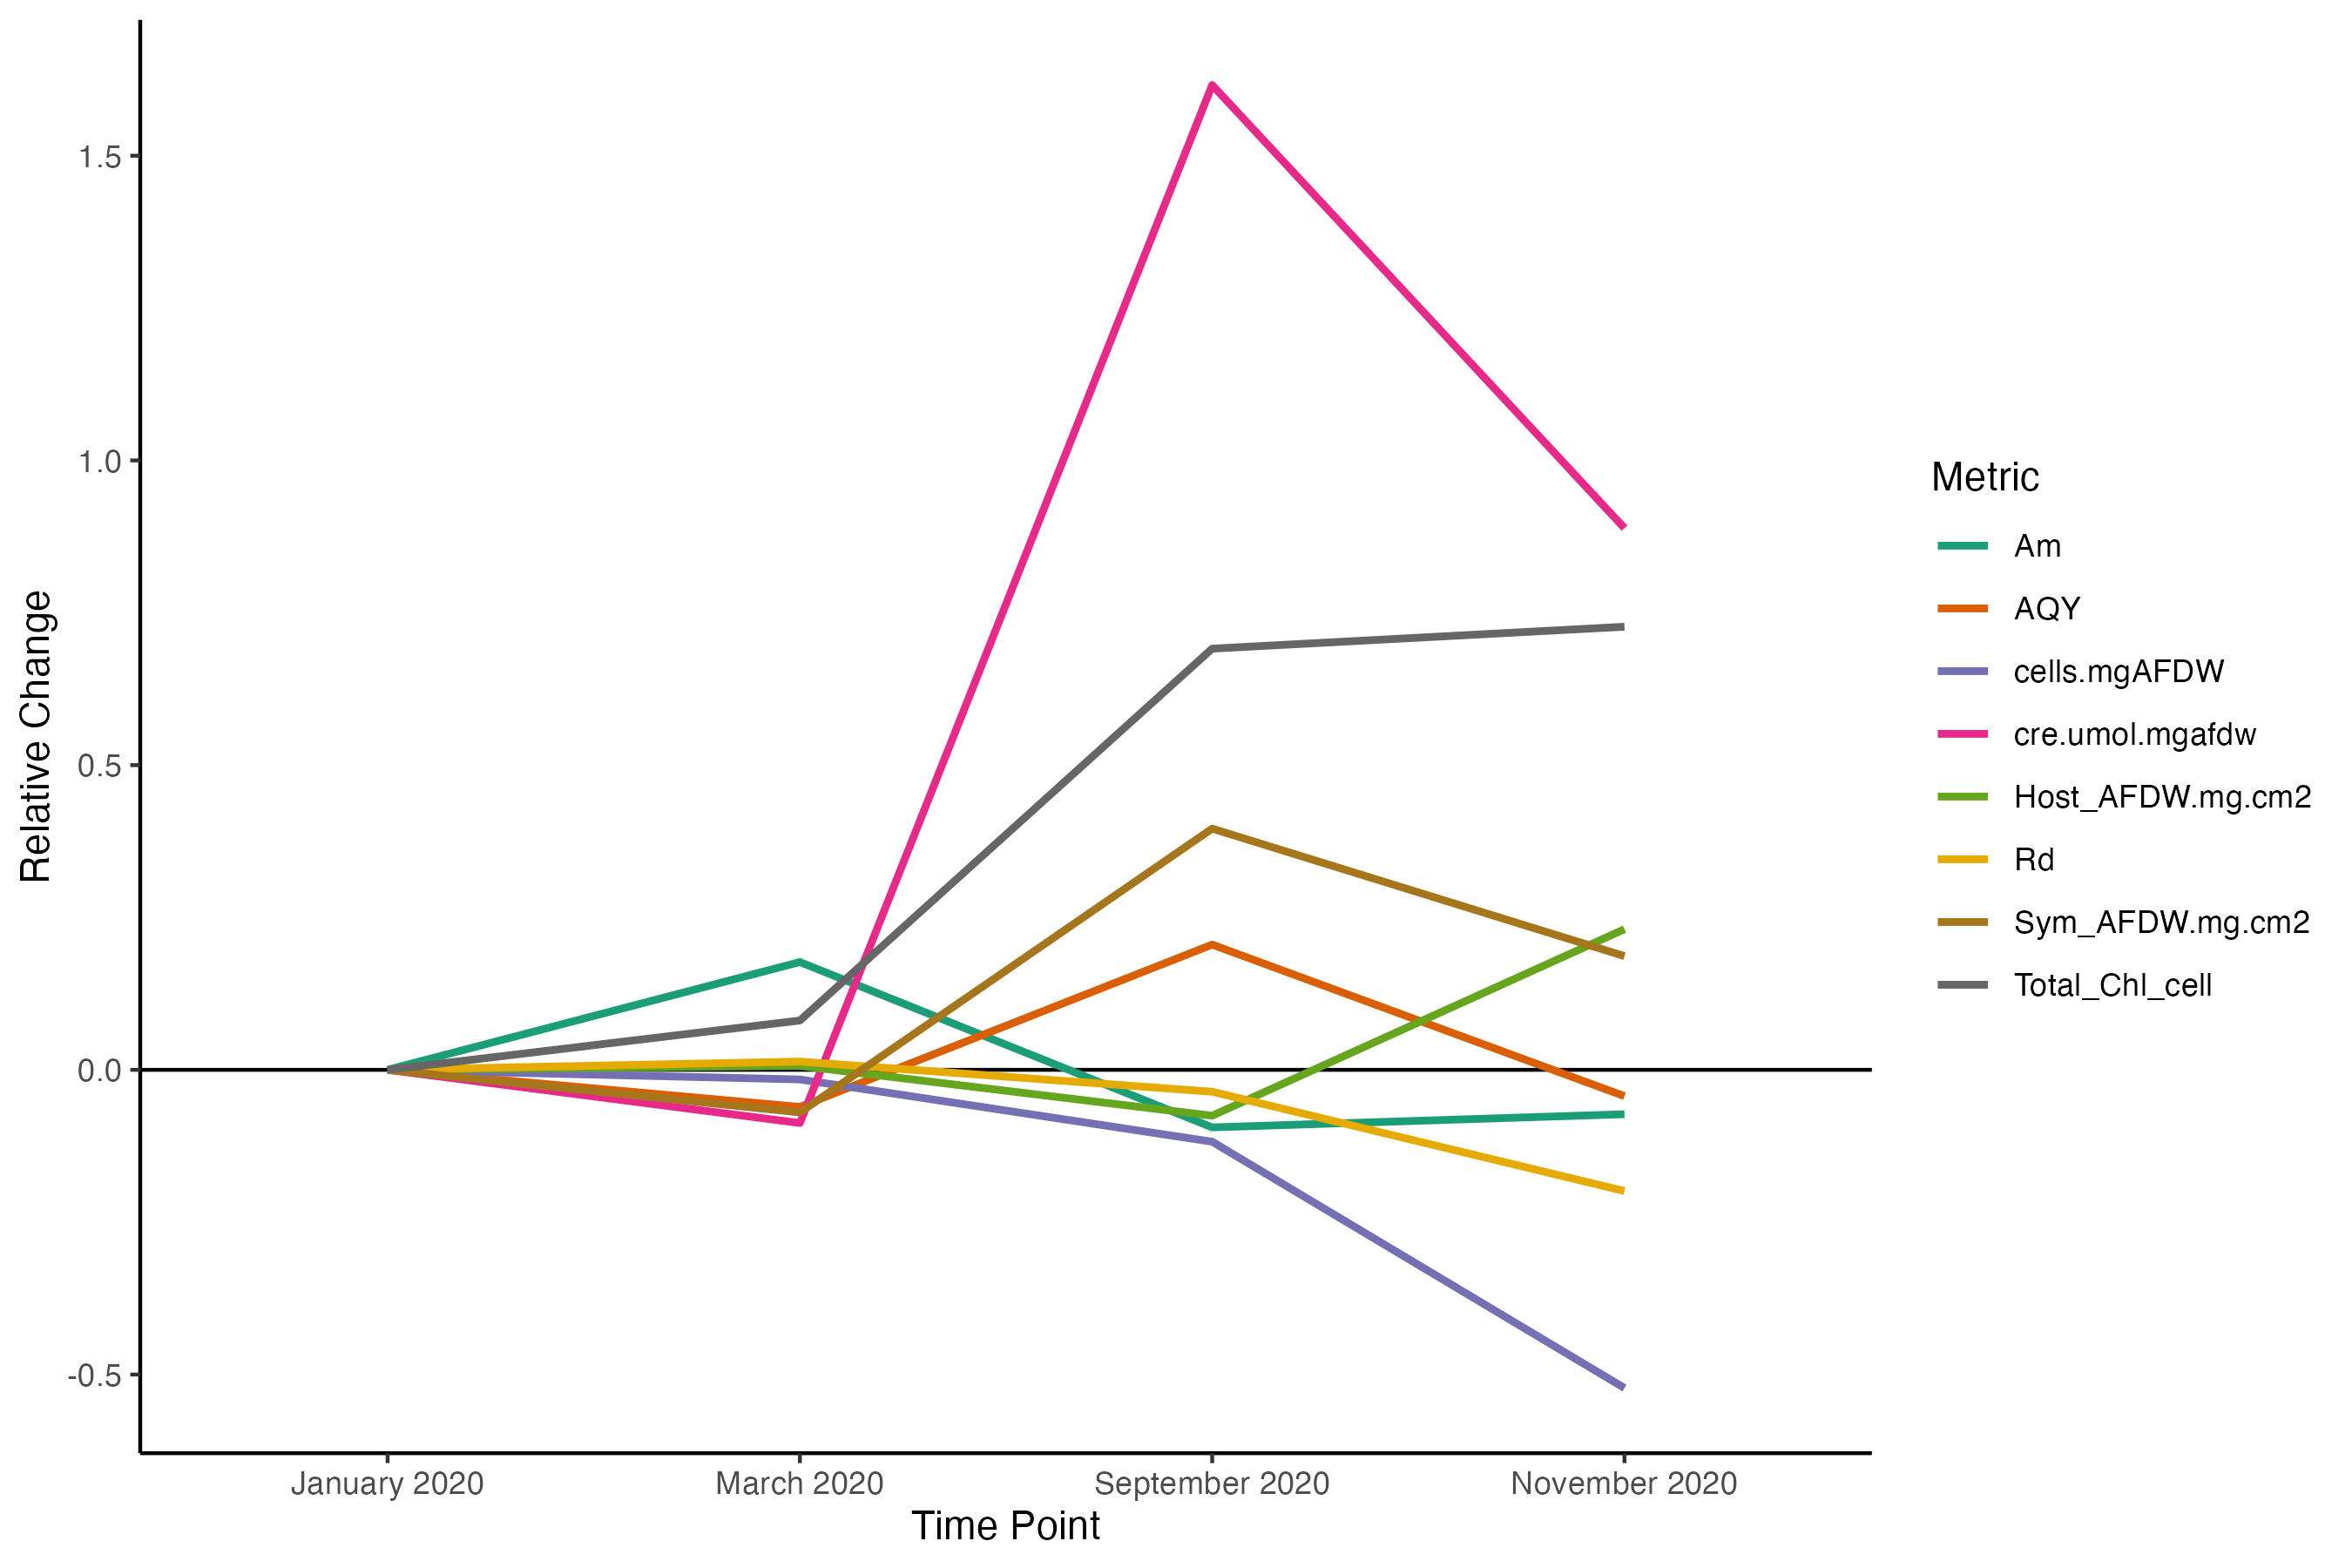 Relative Change
1.5
1.0
0.5
0.0
-0.5
January 2020
March 2020
September 2020
November 2020
Time Point
Metric
Am
AQY
cells.mgAFDW
cre.umol.mgafdw
Host_AFDW.mg.cm2
Rd
Sym_AFDW.mg.cm2
Total_Chl_cell